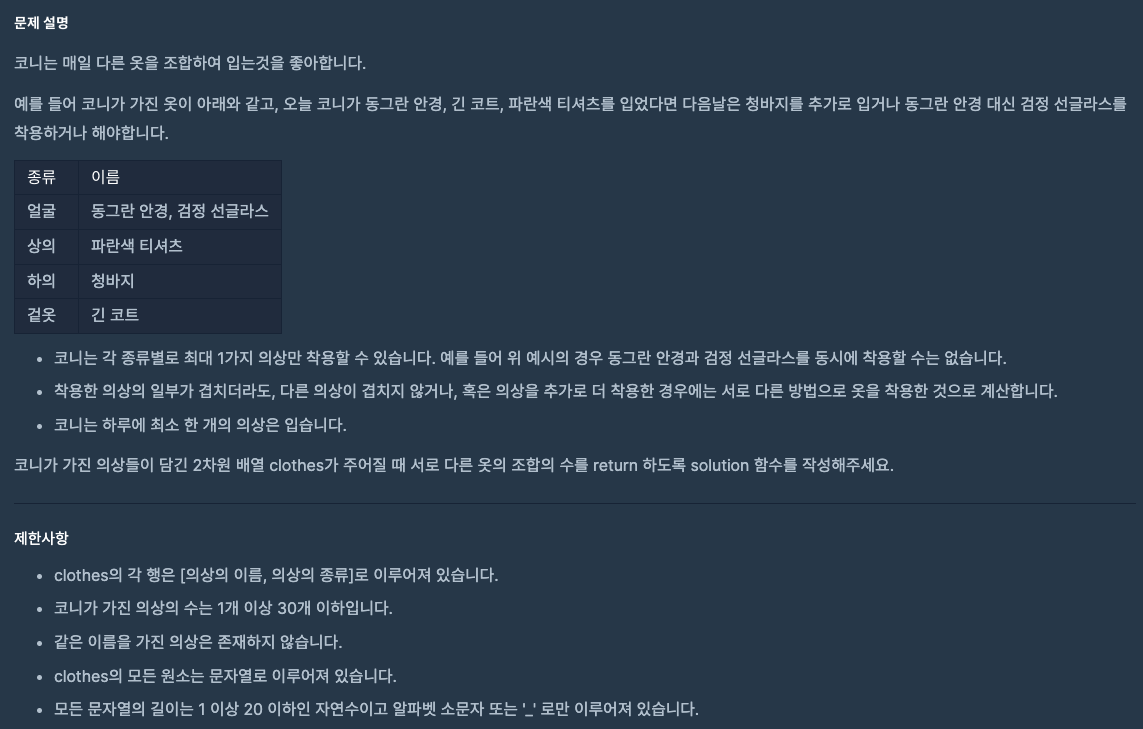 문제 설명
코니는 매일 다른 옷을 조합하여 입는것을 좋아합니다.
예를 들어 코니가 가진 옷이 아래와 같고, 오늘 코니가 동그란 안경, 긴 코트, 파란색 티셔츠를 입었다면 다음날은 청바지를 추가로 입거나 동그란 안경 대신 검정 선글라스를
착용하거나 해야합니다.
종류 이름
얼굴 동그란 안경, 검정 선글라스
상의 파란색 티셔츠
하의 청바지
겉옷 긴 코트
• 코니는 각 종류별로 최대 1가지 의상만 착용할 수 있습니다. 예를 들어 위 예시의 경우 동그란 안경과 검정 선글라스를 동시에 착용할 수는 없습니다.
• 착용한 의상의 일부가 겹치더라도, 다른 의상이 겹치지 않거나, 혹은 의상을 추가로 더 착용한 경우에는 서로 다른 방법으로 옷을 착용한 것으로 계산합니다.
• 코니는 하루에 최소 한 개의 의상은 입습니다.
코니가 가진 의상들이 담긴 2차원 배열 clothes가 주어질 때 서로 다른 옷의 조합의 수를 return 하도록 solution 함수를 작성해주세요.
제한사항
• clothes의 각 행은 [의상의 이름, 의상의 종류]로 이루어져 있습니다.
• 코니가 가진 의상의 수는 1개 이상 30개 이하입니다.
• 같은 이름을 가진 의상은 존재하지 않습니다.
• clothes의 모든 원소는 문자열로 이루어져 있습니다.
• 모든 문자열의 길이는 1 이상 20 이하인 자연수이고 알파벳 소문자 또는 '_' 로만 이루어져 있습니다.